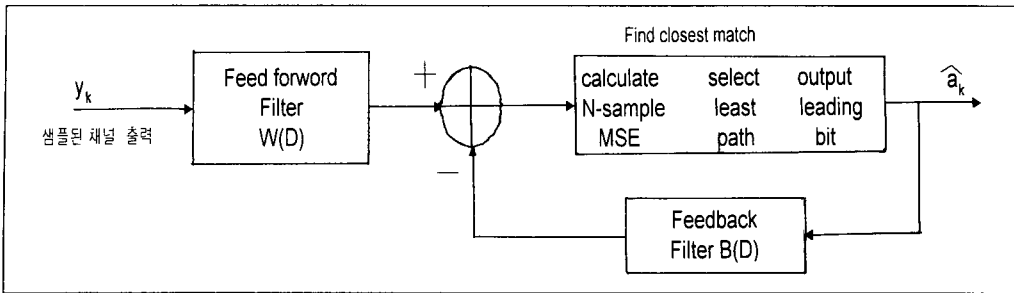 Find closest match
y_k
샘플된 채널 출력
Feed forword
Filter
W(D)
+
−
calculate select output
N-sample least leading
MSE path bit
â_k
Feedback
Filter B(D)